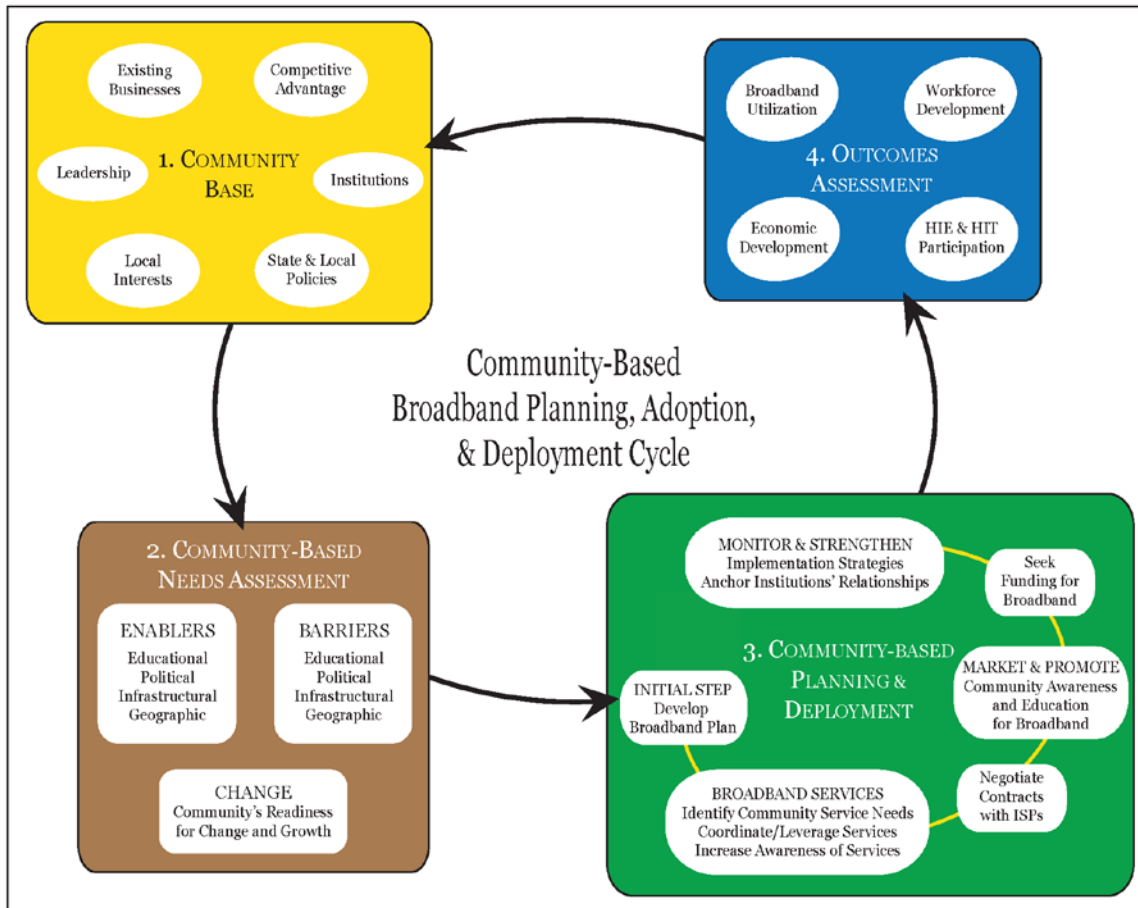 Existing
Businesses
Competitive
Advantage
1. COMMUNITY
BASE
Leadership
Institutions
Local
Interests
State & Local
Policies
Broadband
Utilization
Workforce
Development
4. OUTCOMES
ASSESSMENT
Economic
Development
HIE & HIT
Participation
Community-Based
Broadband Planning, Adoption,
& Deployment Cycle
2. COMMUNITY-BASED
NEEDS ASSESSMENT
ENABLERS
Educational
Political
Infrastructural
Geographic
BARRIERS
Educational
Political
Infrastructural
Geographic
CHANGE
Community's Readiness
for Change and Growth
3. COMMUNITY-BASED
PLANNING &
DEPLOYMENT
INITIAL STEP
Develop
Broadband Plan
BROADBAND SERVICES
Identify Community Service Needs
Coordinate/Leverage Services
Increase Awareness of Services
Negotiate
Contracts
with ISPs
MARKET & PROMOTE
Community Awareness
and Education
for Broadband
Seek
Funding for
Broadband
MONITOR & STRENGTHEN
Implementation Strategies
Anchor Institutions' Relationships